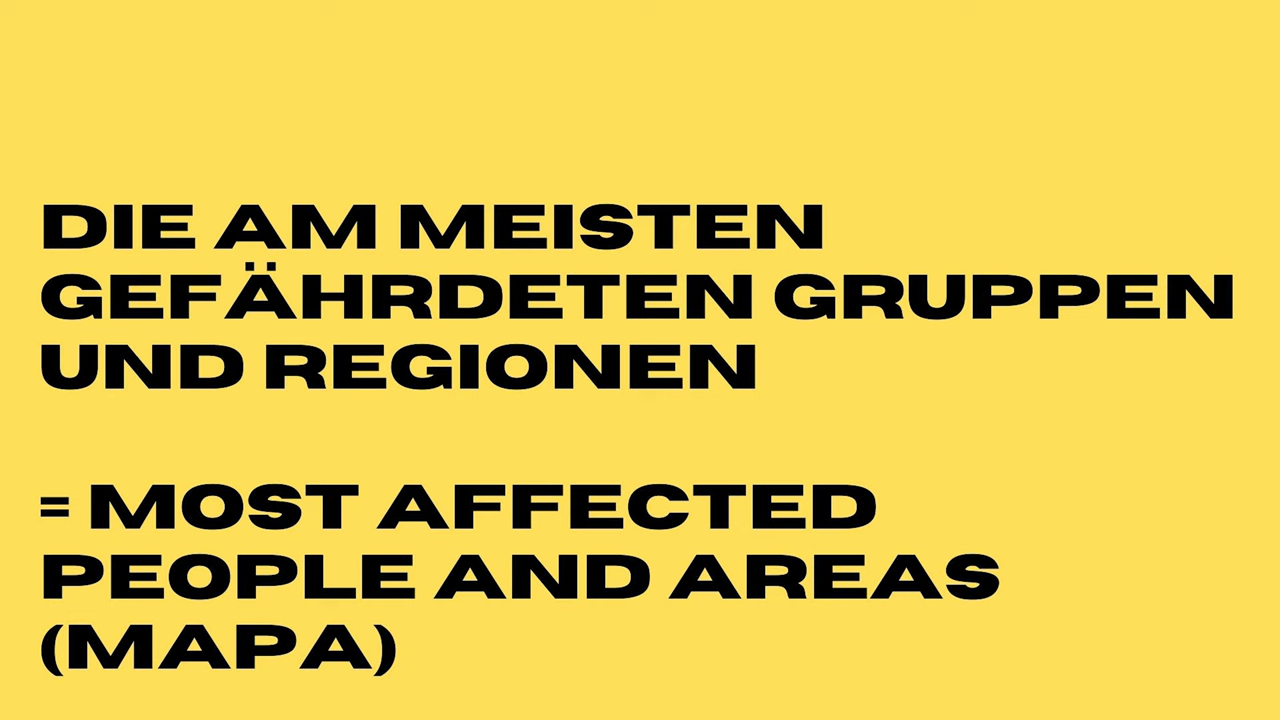 DIE AM MEISTEN
GEFÄHRDETEN GRUPPEN
UND REGIONEN
= MOST AFFECTED
PEOPLE AND AREAS
(MAPA)